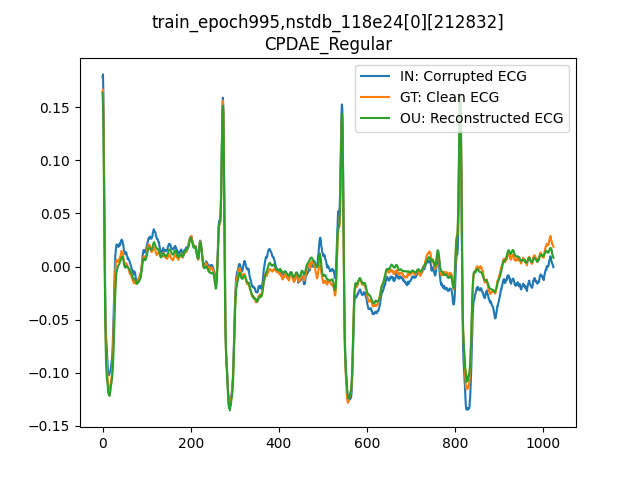 train_epoch995,nstdb_118e24[0][212832]
CPDAE_Regular
IN: Corrupted ECG
GT: Clean ECG
OU: Reconstructed ECG
0.15
0.10
0.05
0.00
−0.05
−0.10
−0.15
0 200 400 600 800 1000